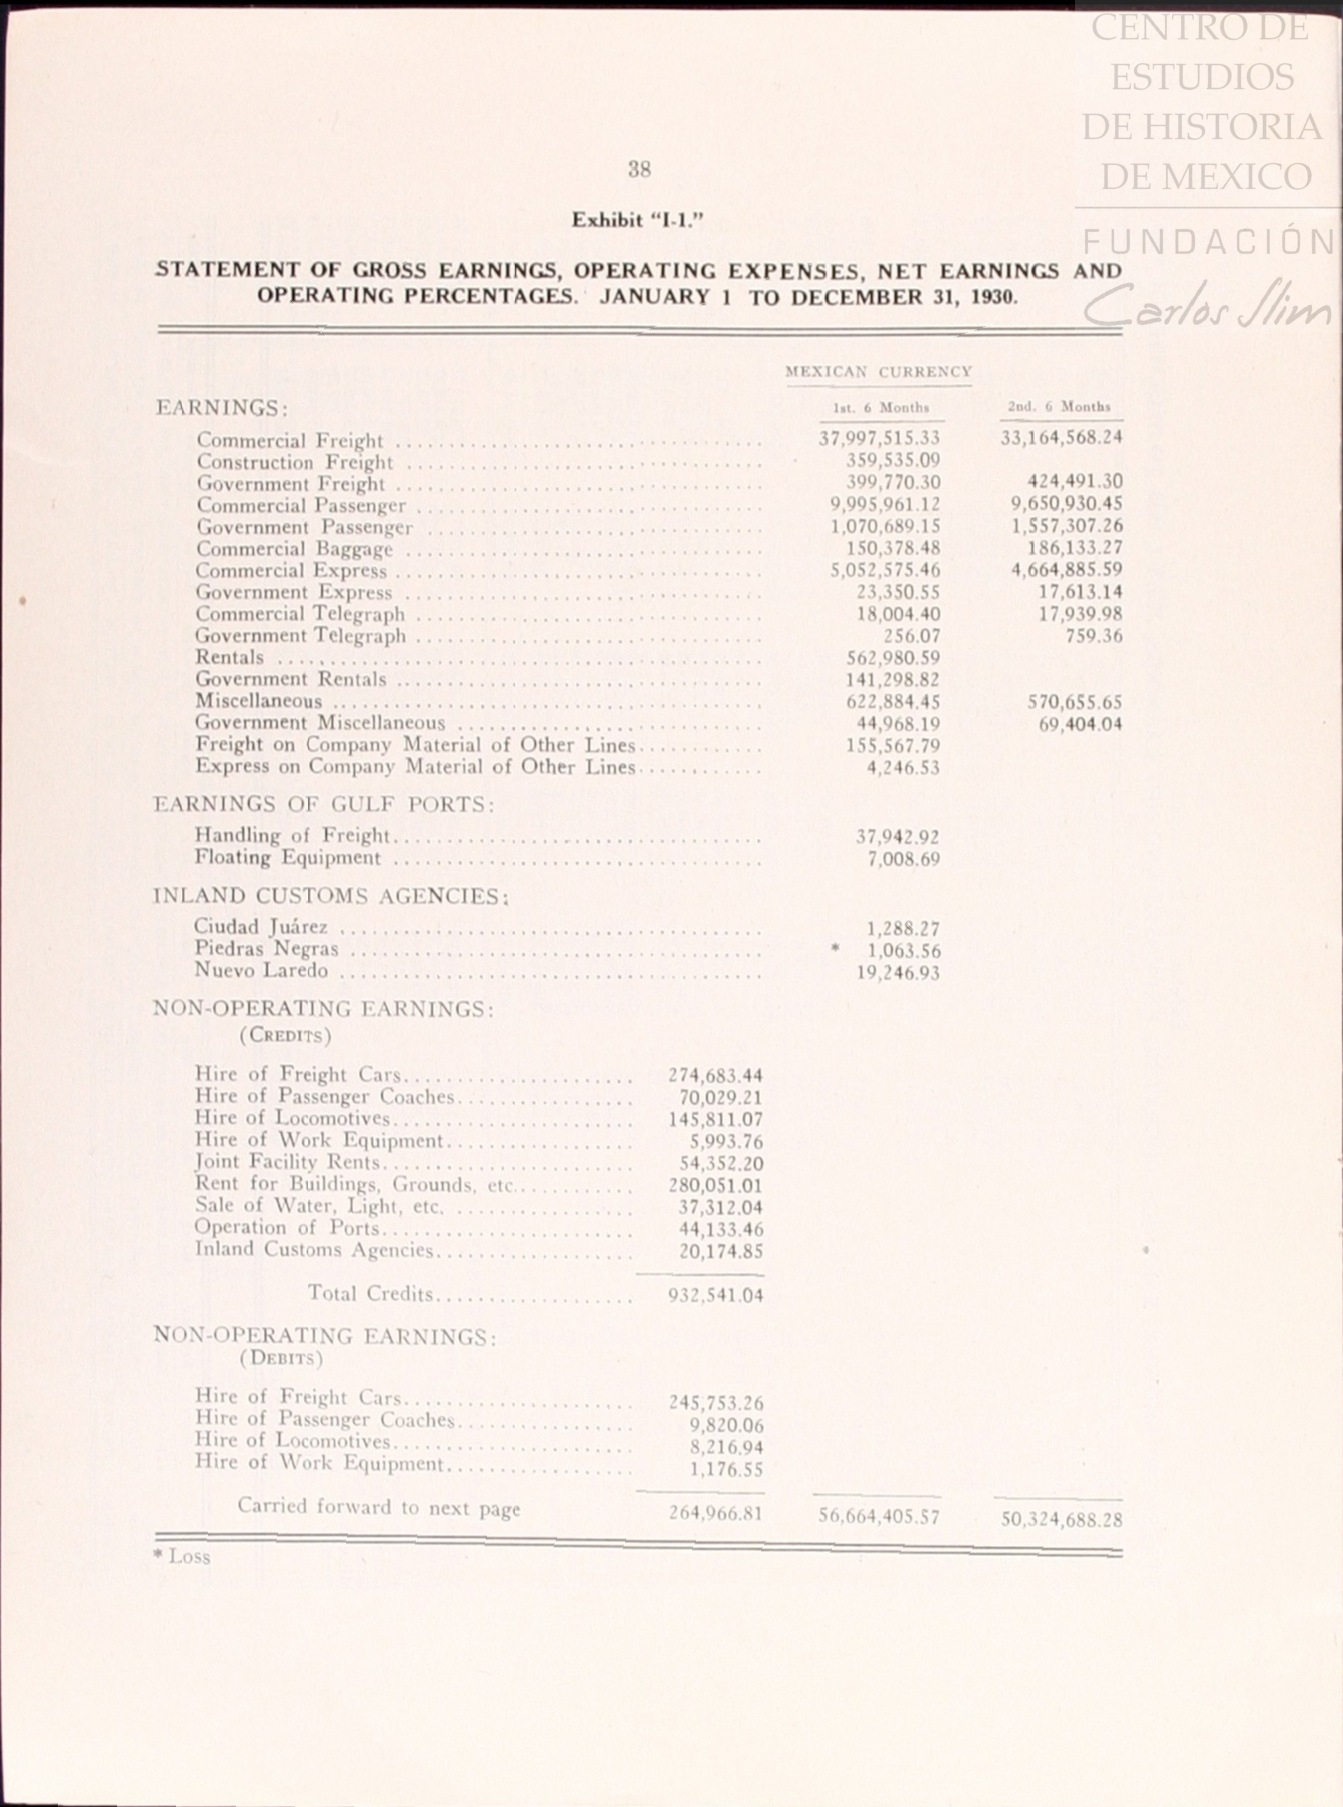 CENTRO DE
ESTUDIOS
DE HISTORIA
DE MEXICO
FUNDACIÓN
Carlos Slim
38
Exhibit “I-1.”
STATEMENT OF GROSS EARNINGS, OPERATING EXPENSES, NET EARNINGS AND
OPERATING PERCENTAGES. JANUARY 1 TO DECEMBER 31, 1930.
MEXICAN CURRENCY
EARNINGS: 1st. 6 Months 2nd. 6 Months
Commercial Freight 37,997,515.33 33,164,568.24
Construction Freight 359,535.09
Government Freight 399,770.30 424,491.30
Commercial Passenger 9,995,961.12 9,650,930.45
Government Passenger 1,070,689.15 1,557,307.26
Commercial Baggage 150,378.48 186,133.27
Commercial Express 5,052,575.46 4,664,885.59
Government Express 23,350.55 17,613.14
Commercial Telegraph 18,004.40 17,939.98
Government Telegraph 256.07 759.36
Rentals 562,980.59
Government Rentals 141,298.82
Miscellaneous 622,884.45 570,655.65
Government Miscellaneous 44,968.19 69,404.04
Freight on Company Material of Other Lines 155,567.79
Express on Company Material of Other Lines 4,246.53
EARNINGS OF GULF PORTS:
Handling of Freight 37,942.92
Floating Equipment 7,008.69
INLAND CUSTOMS AGENCIES:
Ciudad Juárez 1,288.27
Piedras Negras * 1,063.56
Nuevo Laredo 19,246.93
NON-OPERATING EARNINGS:
(CREDITS)
Hire of Freight Cars 274,683.44
Hire of Passenger Coaches 70,029.21
Hire of Locomotives 145,811.07
Hire of Work Equipment 5,993.76
Joint Facility Rents 54,352.20
Rent for Buildings, Grounds, etc. 280,051.01
Sale of Water, Light, etc. 37,312.04
Operation of Ports 44,133.46
Inland Customs Agencies 20,174.85
Total Credits 932,541.04
NON-OPERATING EARNINGS:
(DEBITS)
Hire of Freight Cars 245,753.26
Hire of Passenger Coaches 9,820.06
Hire of Locomotives 8,216.94
Hire of Work Equipment 1,176.55
Carried forward to next page 264,966.81 56,664,405.57 50,324,688.28
* Loss